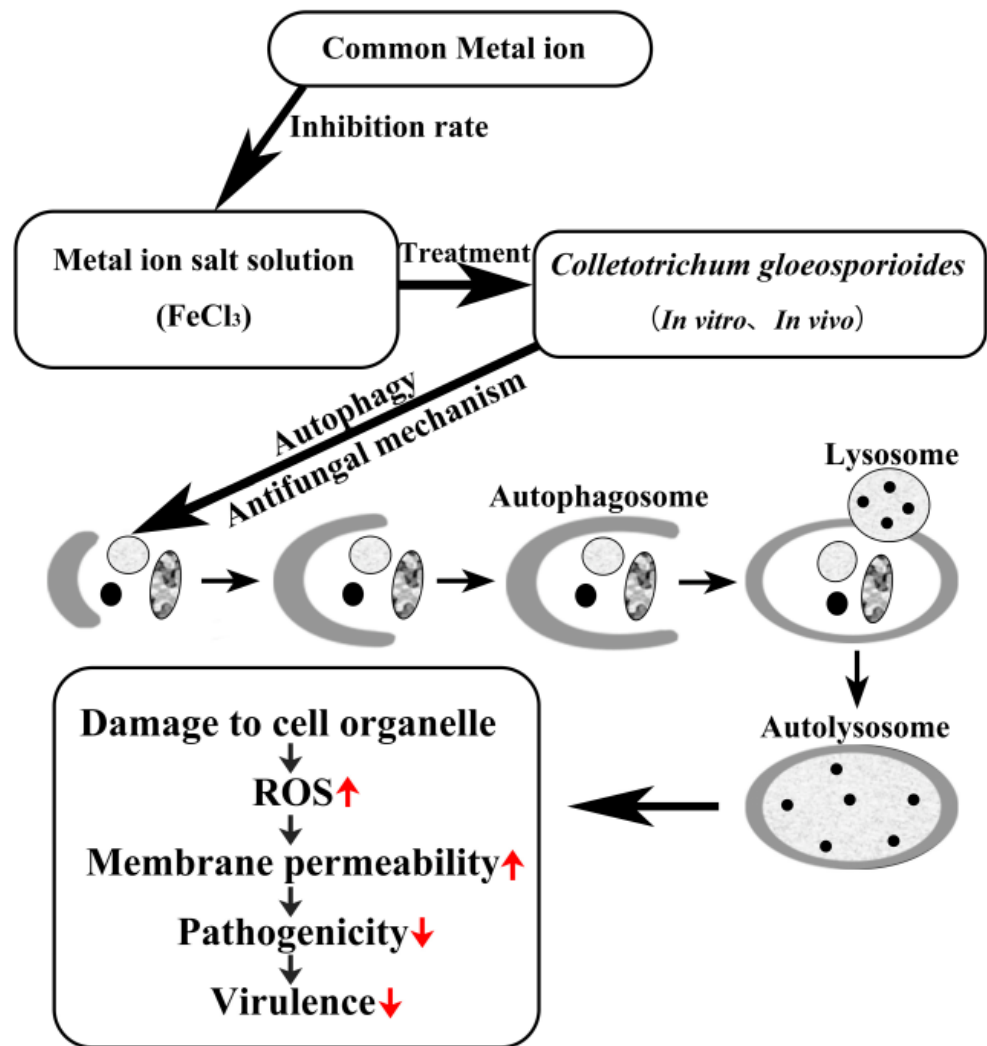 Common Metal ion
Inhibition rate
Metal ion salt solution
(FeCl₃)
Treatment
Colletotrichum gloeosporioides
（In vitro、In vivo）
Autophagy
Antifungal mechanism
Autophagosome
Lysosome
Autolysosome
Damage to cell organelle
ROS
Membrane permeability
Pathogenicity
Virulence